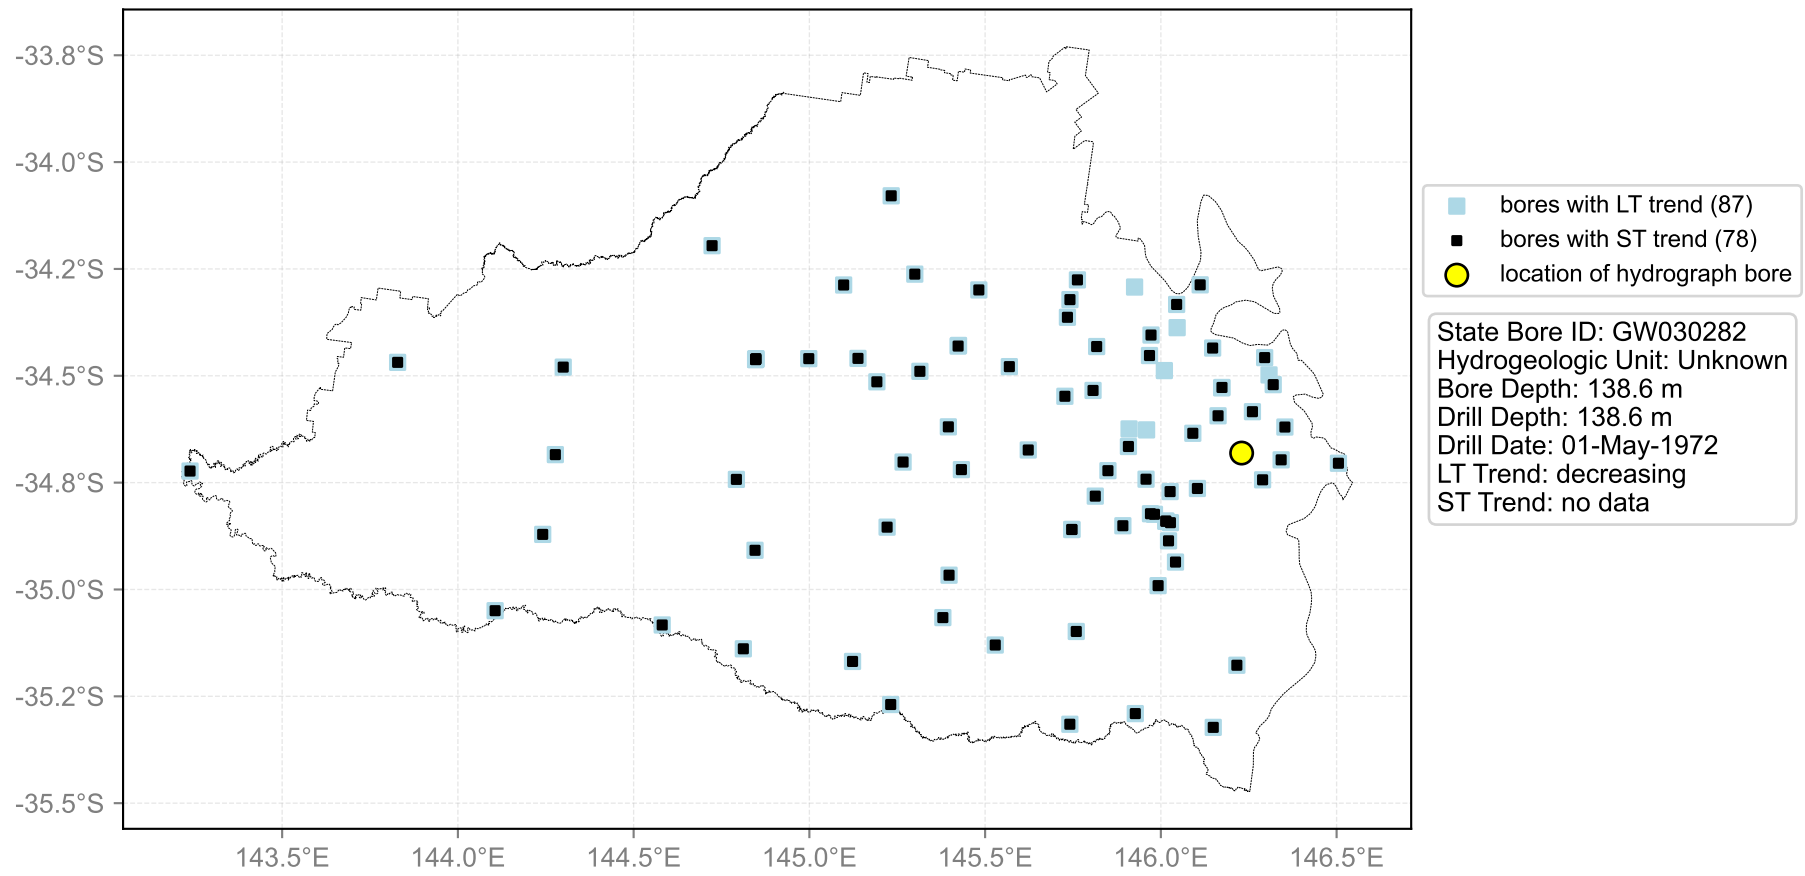 -33.8°S
-34.0°S
-34.2°S
-34.5°S
-34.8°S
-35.0°S
-35.2°S
-35.5°S
143.5°E
144.0°E
144.5°E
145.0°E
145.5°E
146.0°E
146.5°E
bores with LT trend (87)
bores with ST trend (78)
location of hydrograph bore
State Bore ID: GW030282
Hydrogeologic Unit: Unknown
Bore Depth: 138.6 m
Drill Depth: 138.6 m
Drill Date: 01-May-1972
LT Trend: decreasing
ST Trend: no data